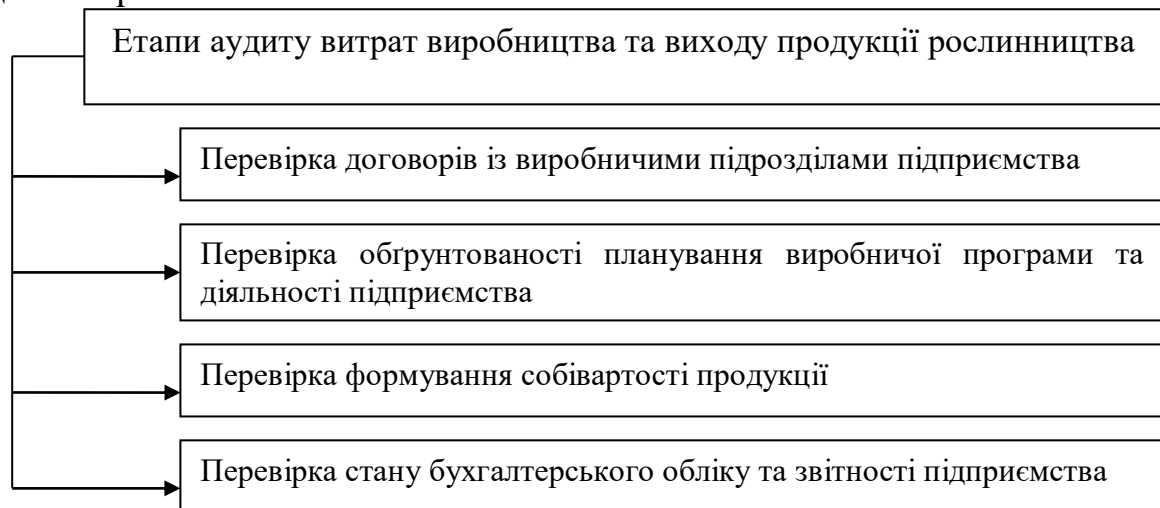 Етапи аудиту витрат виробництва та виходу продукції рослинництва
Перевірка договорів із виробничими підрозділами підприємства
Перевірка обґрунтованості планування виробничої програми та
діяльності підприємства
Перевірка формування собівартості продукції
Перевірка стану бухгалтерського обліку та звітності підприємства